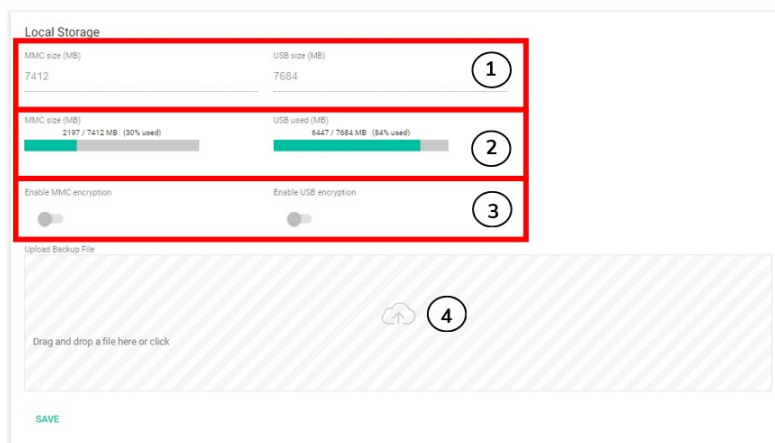 Local Storage
MMC size (MB) USB size (MB)
7412 7684 1
MMC size (MB) USB used (MB)
2197 / 7412 MB (30% used) 6447 / 7684 MB (84% used) 2
Enable MMC encryption Enable USB encryption
3
Upload Backup File
4
Drag and drop a file here or click
SAVE